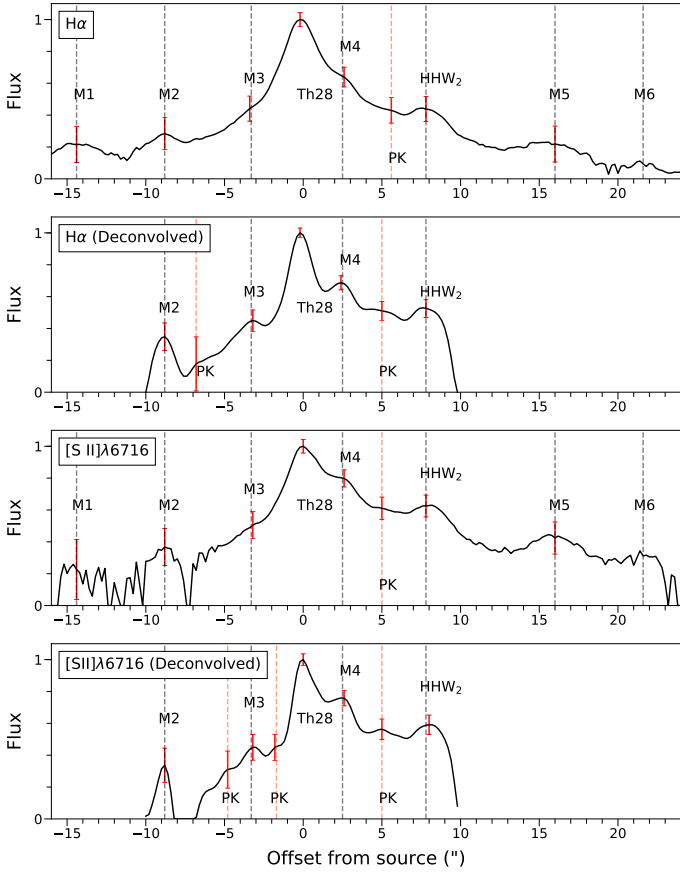 Hα
M1
M2
M3
Th28
M4
PK
HHW₂
M5
M6
Flux
1
0
−15 −10 −5 0 5 10 15 20
Hα (Deconvolved)
M2
PK
M3
Th28
M4
PK
HHW₂
Flux
1
0
−15 −10 −5 0 5 10 15 20
[S II]λ6716
M1
M2
M3
Th28
M4
PK
HHW₂
M5
M6
Flux
1
0
−15 −10 −5 0 5 10 15 20
[SII]λ6716 (Deconvolved)
M2
PK
M3
PK
Th28
M4
PK
HHW₂
Flux
1
0
−15 −10 −5 0 5 10 15 20
Offset from source (")